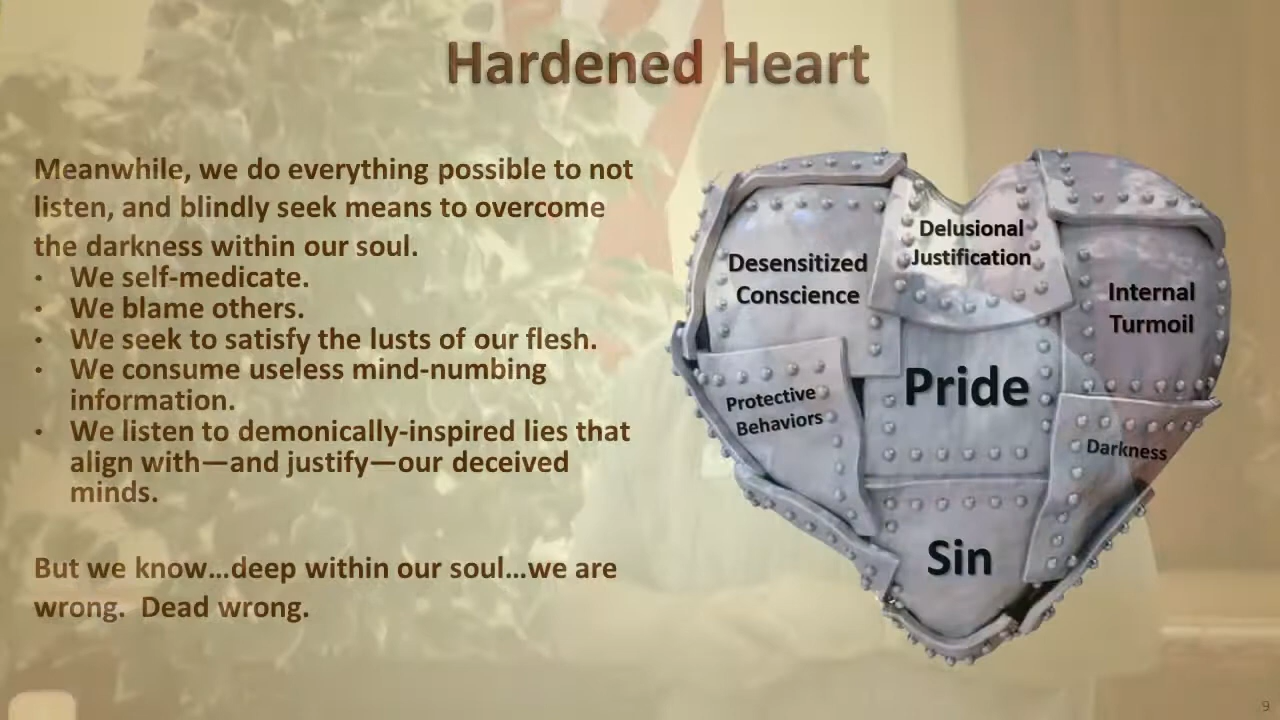 Hardened Heart
Meanwhile, we do everything possible to not
listen, and blindly seek means to overcome
the darkness within our soul.
• We self-medicate.
• We blame others.
• We seek to satisfy the lusts of our flesh.
• We consume useless mind-numbing
information.
• We listen to demonically-inspired lies that
align with—and justify—our deceived
minds.
But we know…deep within our soul…we are
wrong.  Dead wrong.
Desensitized
Conscience
Delusional
Justification
Internal
Turmoil
Protective
Behaviors
Pride
Darkness
Sin
9